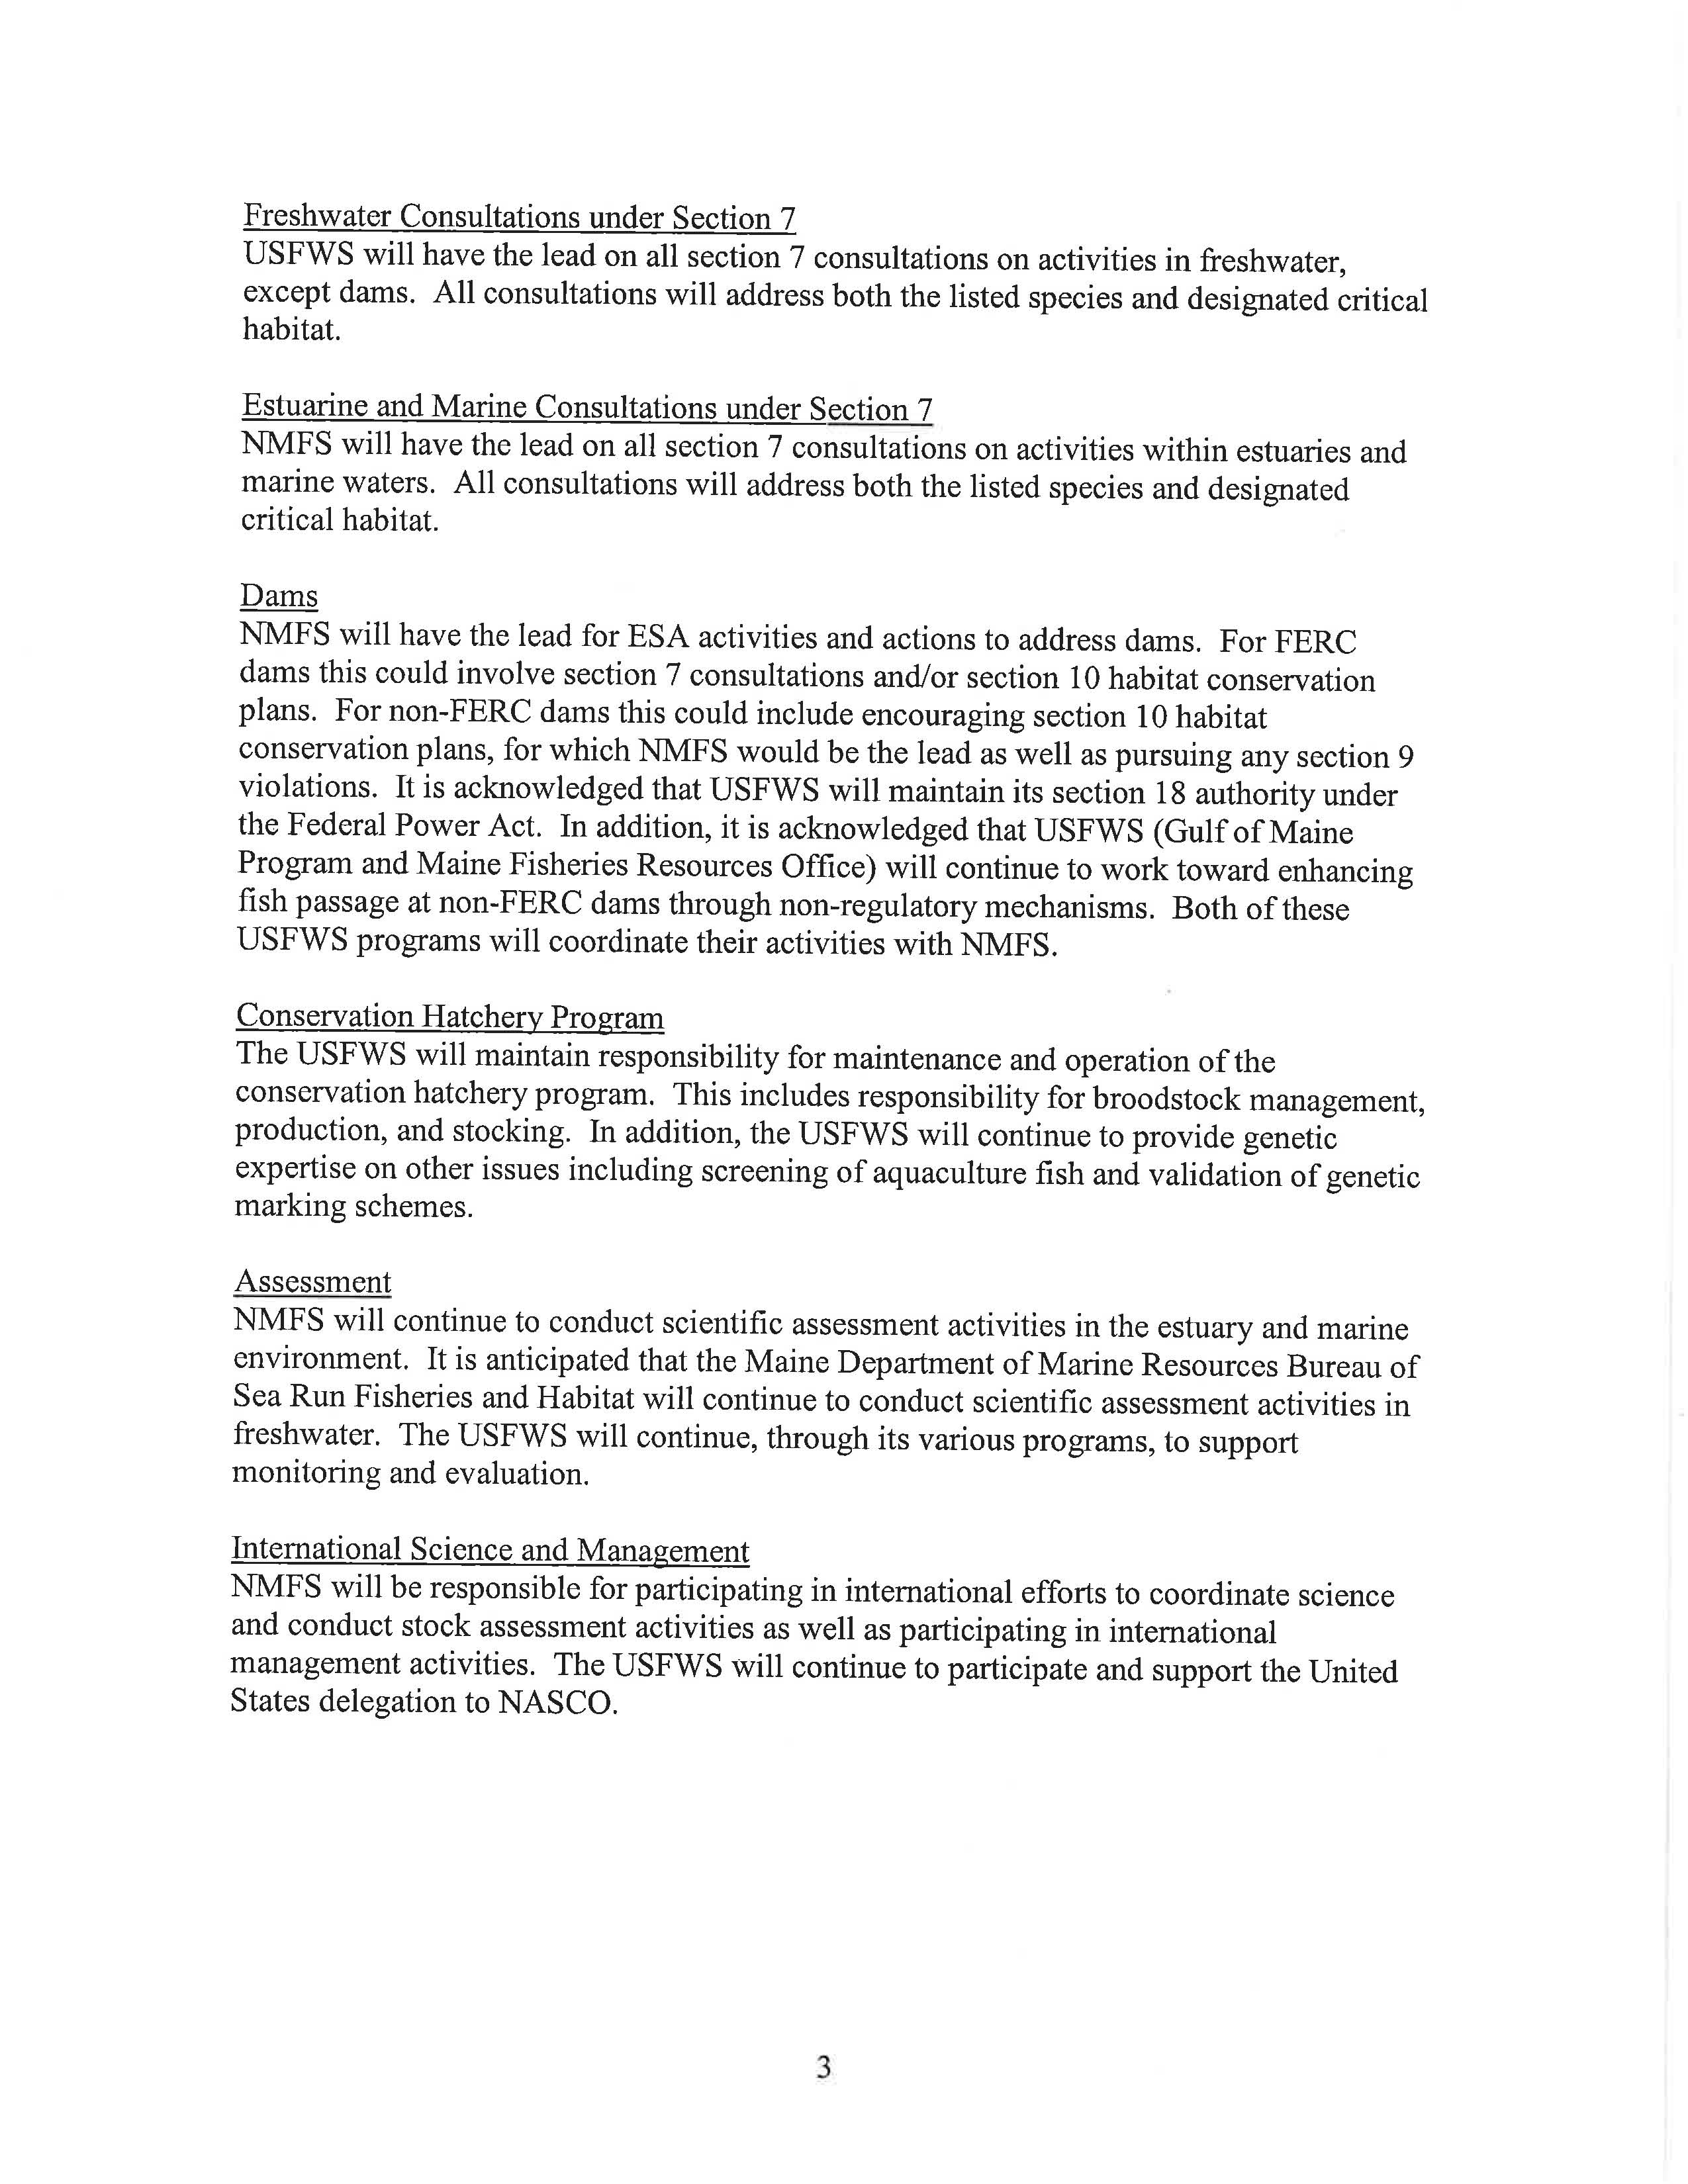 Freshwater Consultations under Section 7
USFWS will have the lead on all section 7 consultations on activities in freshwater,
except dams.  All consultations will address both the listed species and designated critical
habitat.
Estuarine and Marine Consultations under Section 7
NMFS will have the lead on all section 7 consultations on activities within estuaries and
marine waters.  All consultations will address both the listed species and designated
critical habitat.
Dams
NMFS will have the lead for ESA activities and actions to address dams.  For FERC
dams this could involve section 7 consultations and/or section 10 habitat conservation
plans.  For non-FERC dams this could include encouraging section 10 habitat
conservation plans, for which NMFS would be the lead as well as pursuing any section 9
violations.  It is acknowledged that USFWS will maintain its section 18 authority under
the Federal Power Act.  In addition, it is acknowledged that USFWS (Gulf of Maine
Program and Maine Fisheries Resources Office) will continue to work toward enhancing
fish passage at non-FERC dams through non-regulatory mechanisms.  Both of these
USFWS programs will coordinate their activities with NMFS.
Conservation Hatchery Program
The USFWS will maintain responsibility for maintenance and operation of the
conservation hatchery program.  This includes responsibility for broodstock management,
production, and stocking.  In addition, the USFWS will continue to provide genetic
expertise on other issues including screening of aquaculture fish and validation of genetic
marking schemes.
Assessment
NMFS will continue to conduct scientific assessment activities in the estuary and marine
environment.  It is anticipated that the Maine Department of Marine Resources Bureau of
Sea Run Fisheries and Habitat will continue to conduct scientific assessment activities in
freshwater.  The USFWS will continue, through its various programs, to support
monitoring and evaluation.
International Science and Management
NMFS will be responsible for participating in international efforts to coordinate science
and conduct stock assessment activities as well as participating in international
management activities.  The USFWS will continue to participate and support the United
States delegation to NASCO.
3